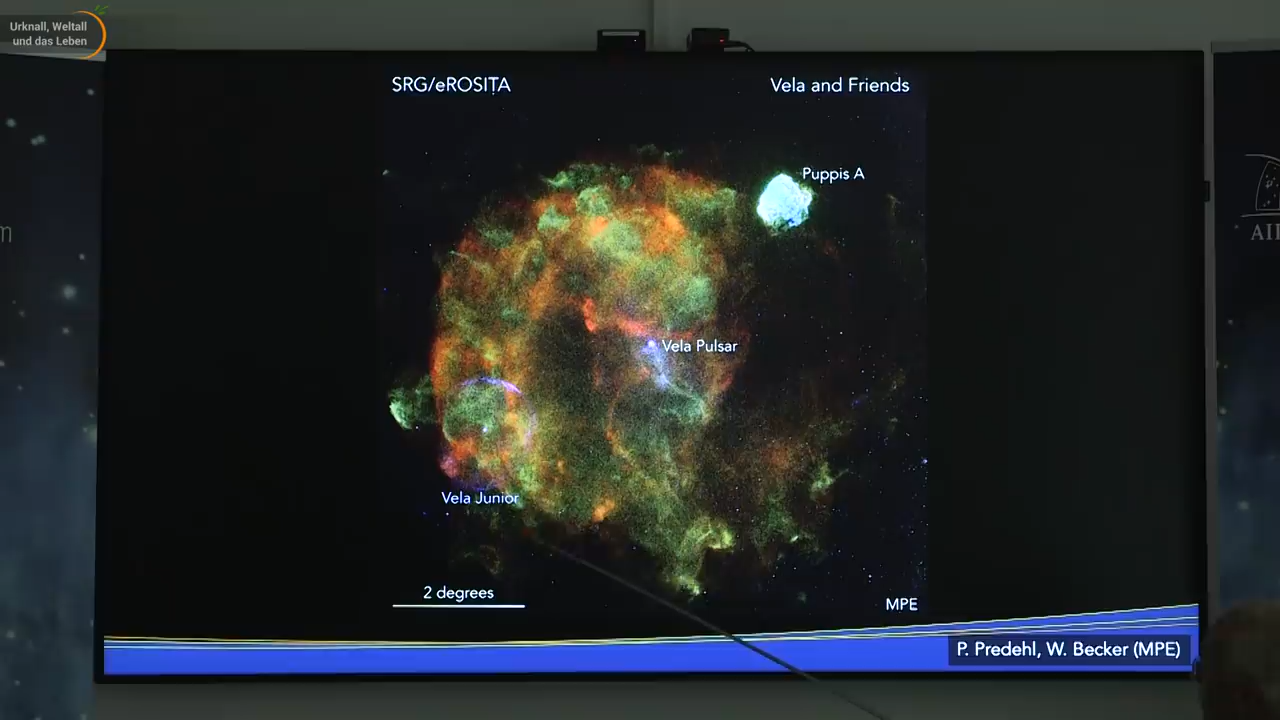 Urknall, Weltall
und das Leben
SRG/eROSITA
Vela and Friends
Puppis A
Vela Pulsar
Vela Junior
2 degrees
MPE
P. Predehl, W. Becker (MPE)